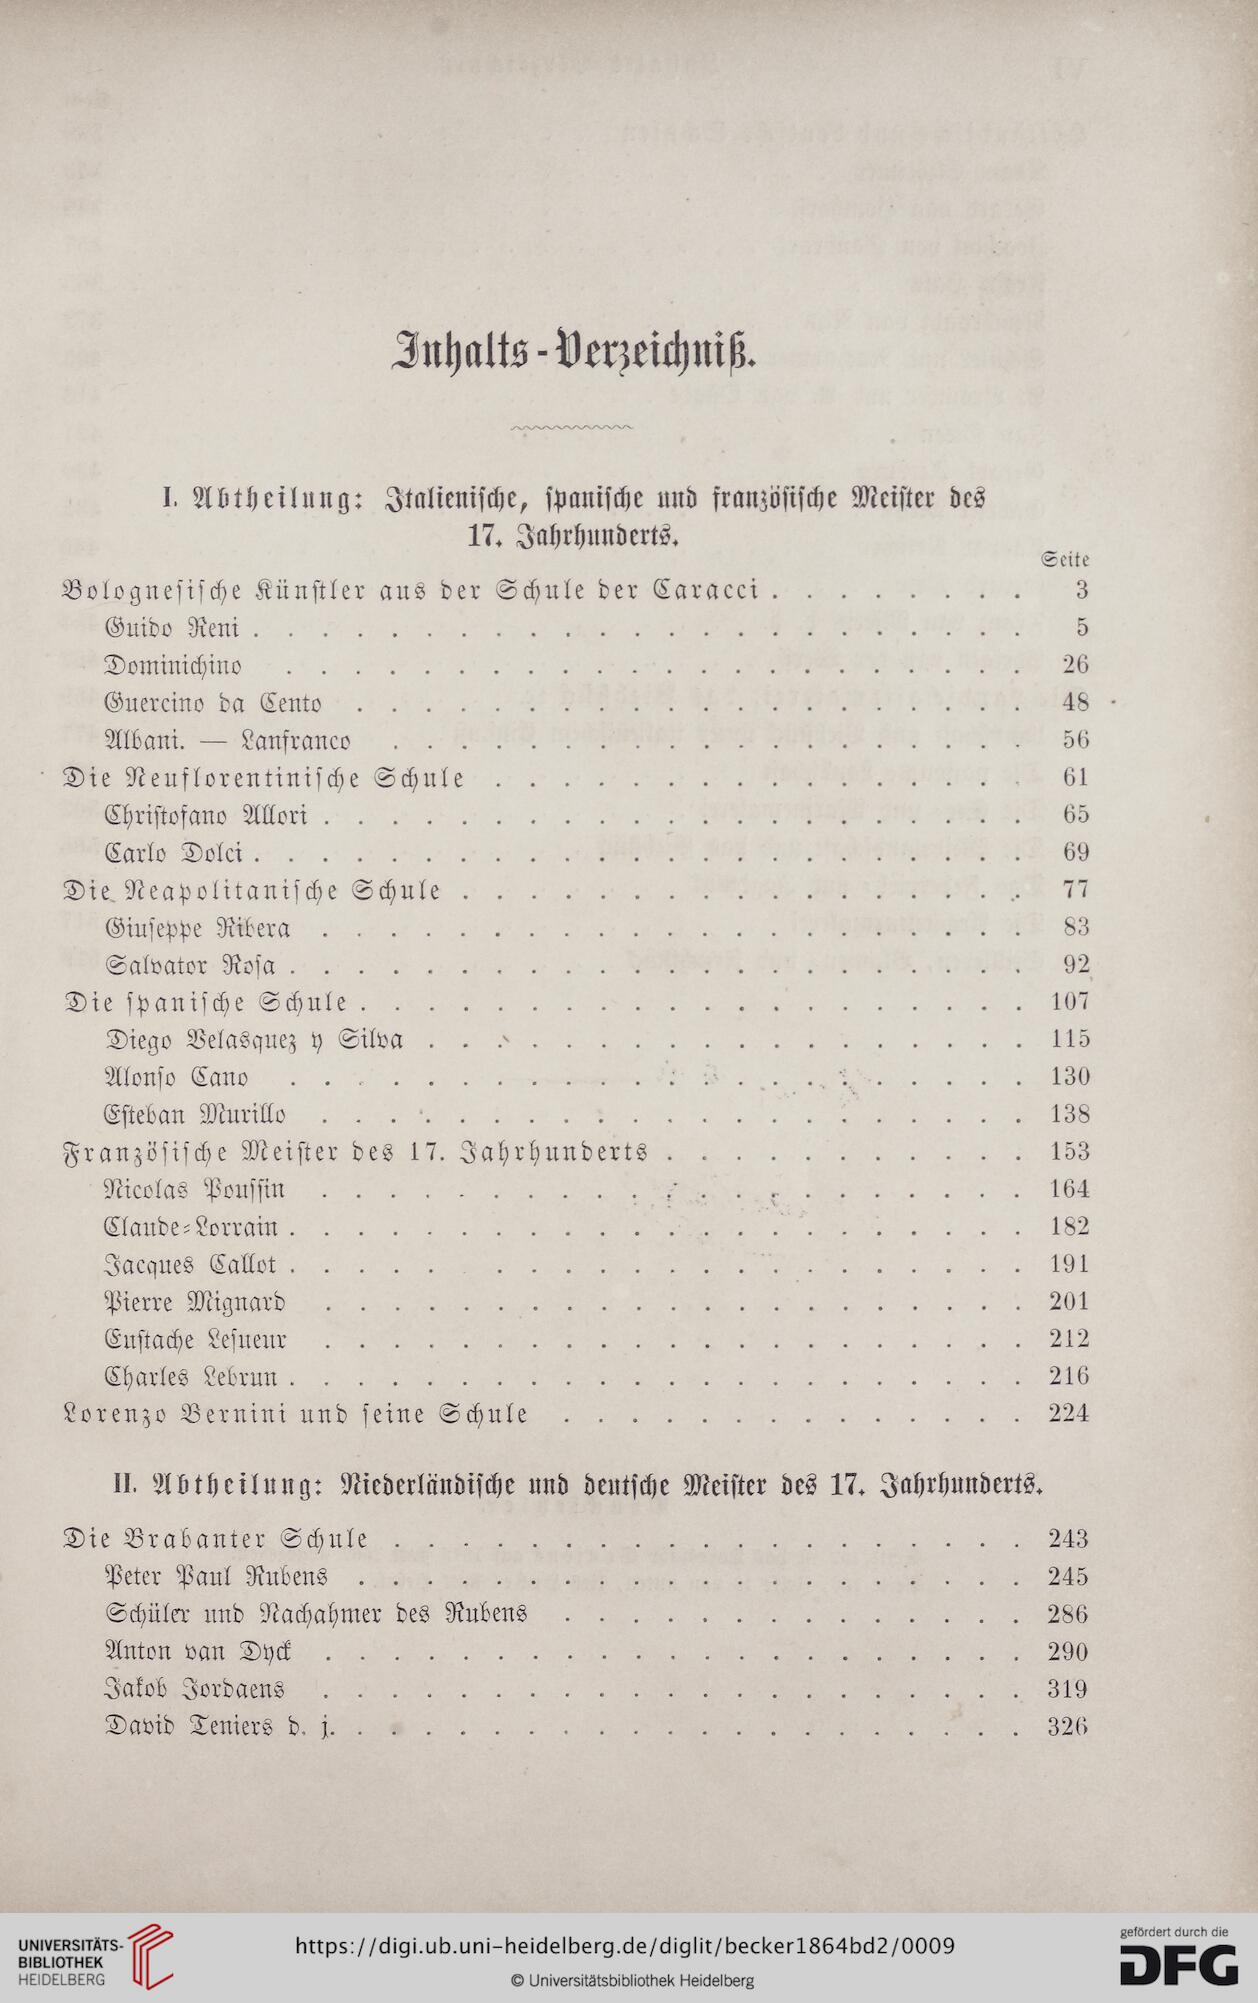 Inhalts-Verzeichniß.
I. Abtheilung: Italienische, spanische und französische Meister des
17. Jahrhunderts.
Seite
Bolognesische Künstler aus der Schule der Caracci . . . . . . . . 3
Guido Reni . . . . . . . . . . . . . . . . . . . . . . . 5
Dominichino . . . . . . . . . . . . . . . . . . . . . . 26
Guercino da Cento . . . . . . . . . . . . . . . . . . . . 48
Albani. — Lanfranco . . . . . . . . . . . . . . . . . . . 56
Die Neuflorentinische Schule . . . . . . . . . . . . . . . . 61
Christofano Allori . . . . . . . . . . . . . . . . . . . . . 65
Carlo Dolci . . . . . . . . . . . . . . . . . . . . . . . 69
Die Neapolitanische Schule . . . . . . . . . . . . . . . . . 77
Giuseppe Ribera . . . . . . . . . . . . . . . . . . . . . 83
Salvator Rosa . . . . . . . . . . . . . . . . . . . . . . 92
Die spanische Schule . . . . . . . . . . . . . . . . . . . . 107
Diego Velasquez y Silva . . . . . . . . . . . . . . . . . . 115
Alonso Cano . . . . . . . . . . . . . . . . . . . . . . 130
Esteban Murillo . . . . . . . . . . . . . . . . . . . . . 138
Französische Meister des 17. Jahrhunderts . . . . . . . . . . . 153
Nicolas Poussin . . . . . . . . . . . . . . . . . . . . . 164
Claude-Lorrain . . . . . . . . . . . . . . . . . . . . . . 182
Jacques Callot . . . . . . . . . . . . . . . . . . . . . . 191
Pierre Mignard . . . . . . . . . . . . . . . . . . . . . 201
Eustache Lesueur . . . . . . . . . . . . . . . . . . . . . 212
Charles Lebrun . . . . . . . . . . . . . . . . . . . . . . 216
Lorenzo Bernini und seine Schule . . . . . . . . . . . . . . 224
II. Abtheilung: Niederländische und deutsche Meister des 17. Jahrhunderts.
Die Brabanter Schule . . . . . . . . . . . . . . . . . . . 243
Peter Paul Rubens . . . . . . . . . . . . . . . . . . . . 245
Schüler und Nachahmer des Rubens . . . . . . . . . . . . . . 286
Anton van Dyck . . . . . . . . . . . . . . . . . . . . . 290
Jakob Jordaens . . . . . . . . . . . . . . . . . . . . . 319
David Teniers d. j. . . . . . . . . . . . . . . . . . . . . 326
UNIVERSITÄTS-
BIBLIOTHEK
HEIDELBERG
https://digi.ub.uni-heidelberg.de/diglit/becker1864bd2/0009
© Universitätsbibliothek Heidelberg
gefördert durch die
DFG